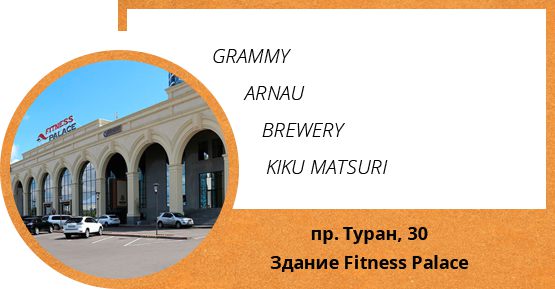 GRAMMY
ARNAU
BREWERY
KIKU MATSURI
FITNESS
PALACE
пр. Туран, 30
Здание Fitness Palace